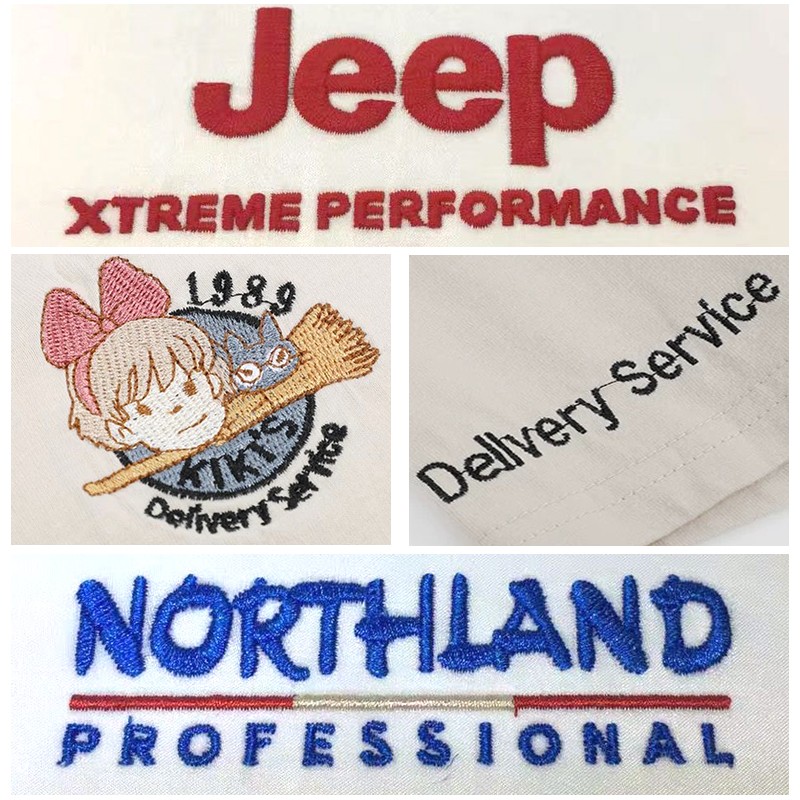 Jeep
XTREME PERFORMANCE
1989
KIKI'S
Delivery Service
Delivery Service
NORTHLAND
PROFESSIONAL